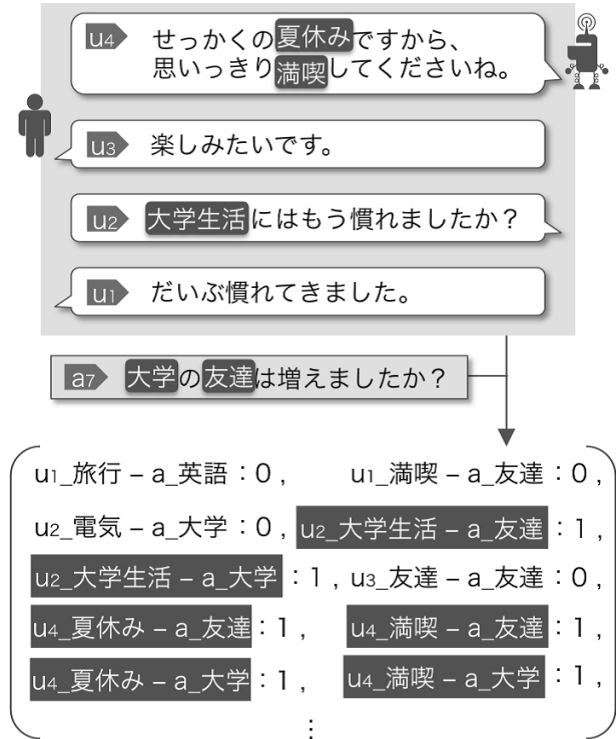 u4 せっかくの夏休みですから、
思いっきり満喫してくださいね。
u3 楽しみたいです。
u2 大学生活にはもう慣れましたか？
u1 だいぶ慣れてきました。
a7 大学の友達は増えましたか？
u1_旅行 – a_英語：0 , u1_満喫 – a_友達：0 ,
u2_電気 – a_大学：0 , u2_大学生活 – a_友達：1 ,
u2_大学生活 – a_大学：1 , u3_友達 – a_友達：0 ,
u4_夏休み – a_友達：1 , u4_満喫 – a_友達：1 ,
u4_夏休み – a_大学：1 , u4_満喫 – a_大学：1 ,
⋮